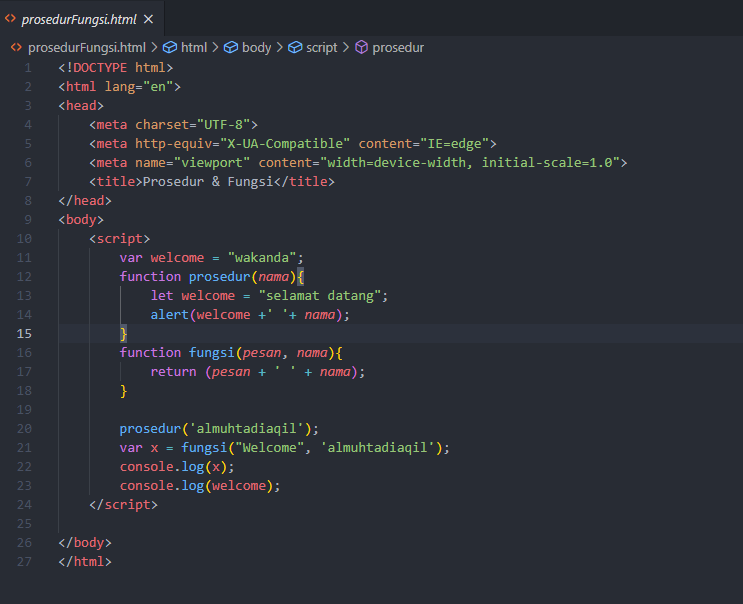 prosedurFungsi.html
prosedurFungsi.html > html > body > script > prosedur
1 <!DOCTYPE html>
2 <html lang="en">
3 <head>
4 <meta charset="UTF-8">
5 <meta http-equiv="X-UA-Compatible" content="IE=edge">
6 <meta name="viewport" content="width=device-width, initial-scale=1.0">
7 <title>Prosedur & Fungsi</title>
8 </head>
9 <body>
10 <script>
11 var welcome = "wakanda";
12 function prosedur(nama){
13 let welcome = "selamat datang";
14 alert(welcome +' '+ nama);
15 }
16 function fungsi(pesan, nama){
17 return (pesan + ' ' + nama);
18 }
19
20 prosedur('almuhtadiaqil');
21 var x = fungsi("Welcome", 'almuhtadiaqil');
22 console.log(x);
23 console.log(welcome);
24 </script>
25
26 </body>
27 </html>